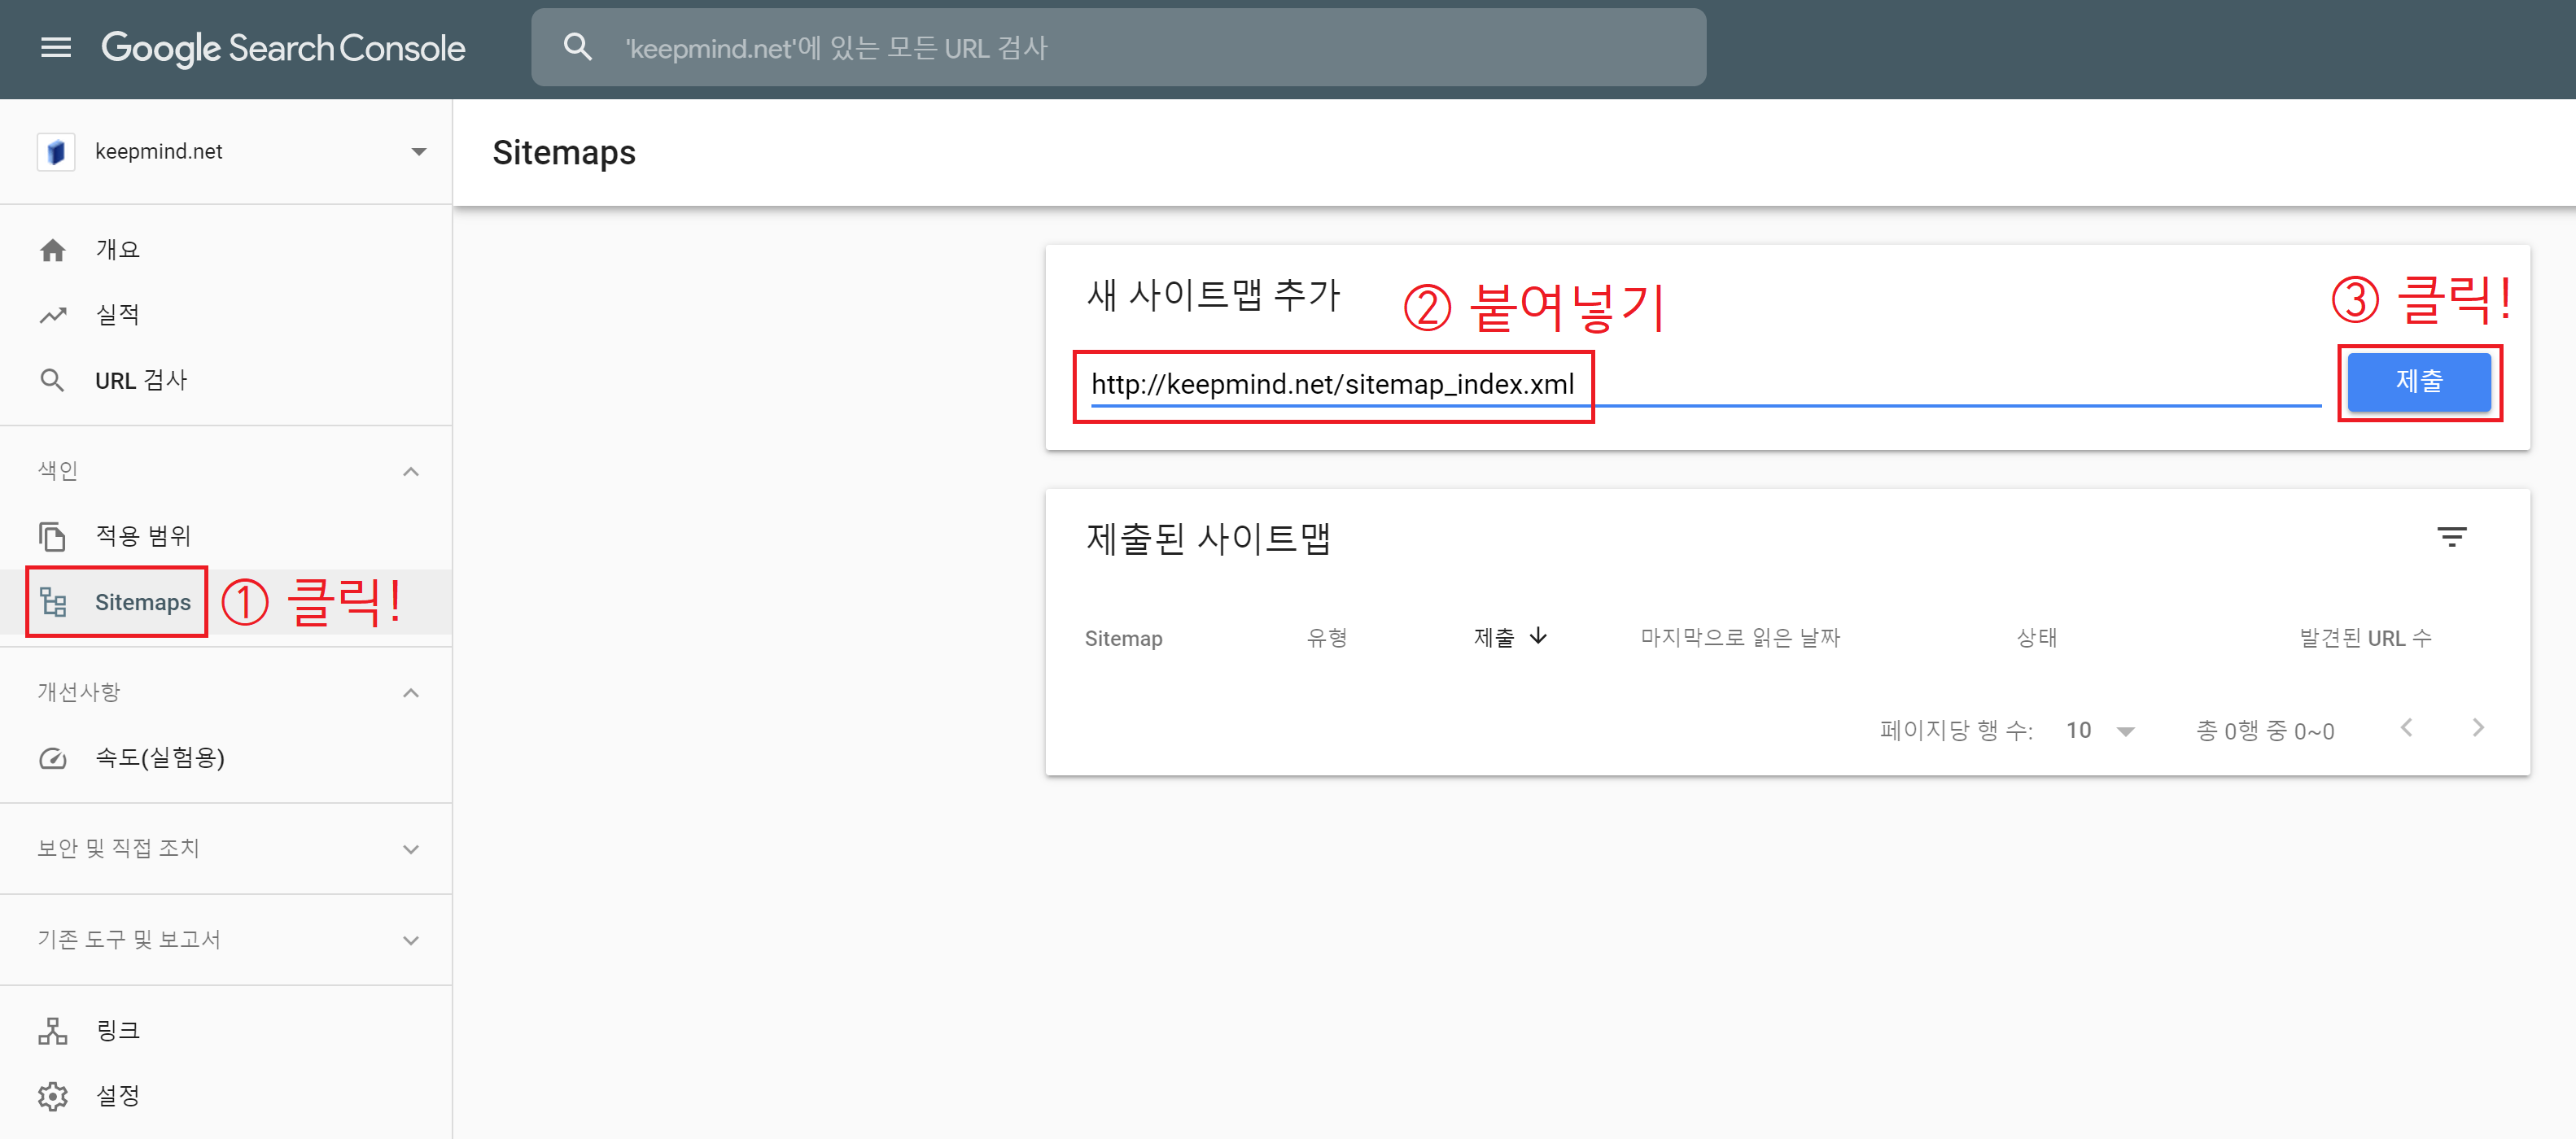 Google Search Console
'keepmind.net'에 있는 모든 URL 검사
keepmind.net
Sitemaps
개요
실적
URL 검사
색인
적용 범위
Sitemaps
① 클릭!
개선사항
속도(실험용)
보안 및 직접 조치
기존 도구 및 보고서
링크
설정
새 사이트맵 추가
② 붙여넣기
③ 클릭!
http://keepmind.net/sitemap_index.xml
제출
제출된 사이트맵
Sitemap 유형 제출 ↓ 마지막으로 읽은 날짜 상태 발견된 URL 수
페이지당 행 수: 10 총 0행 중 0~0